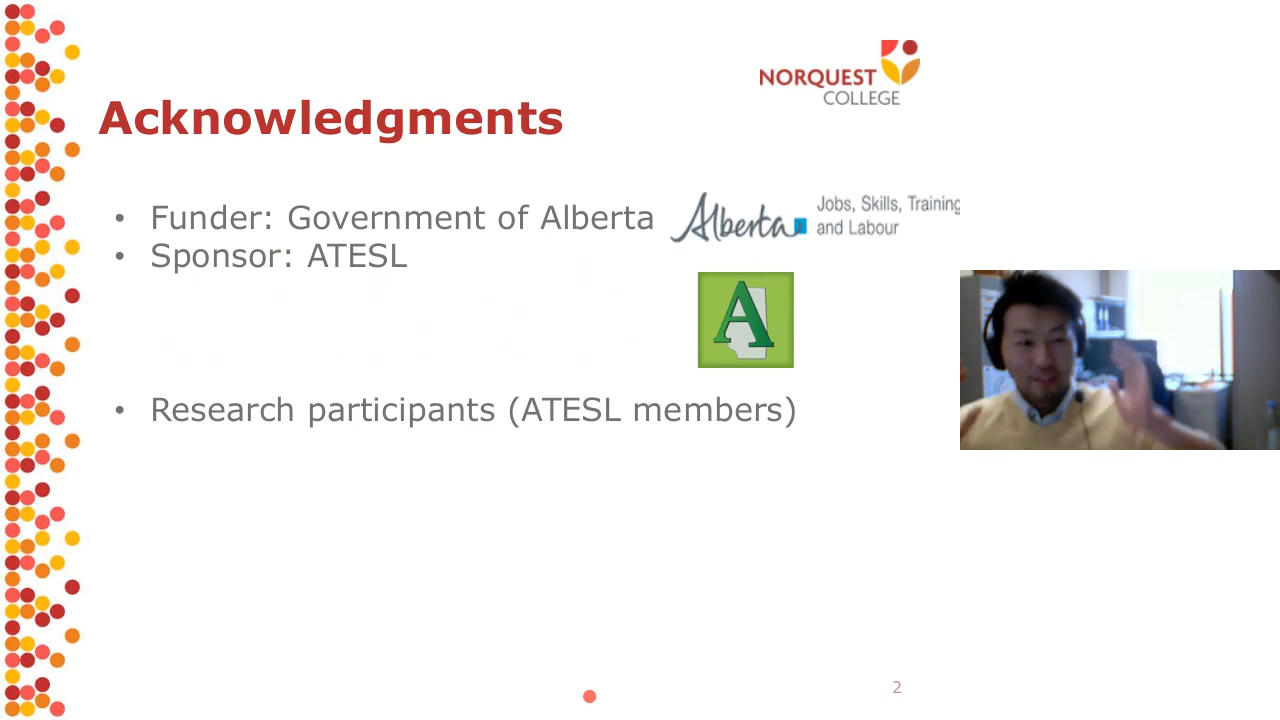 NORQUEST
COLLEGE
Acknowledgments
• Funder: Government of Alberta
Alberta Jobs, Skills, Training
and Labour
• Sponsor: ATESL
A
• Research participants (ATESL members)
2